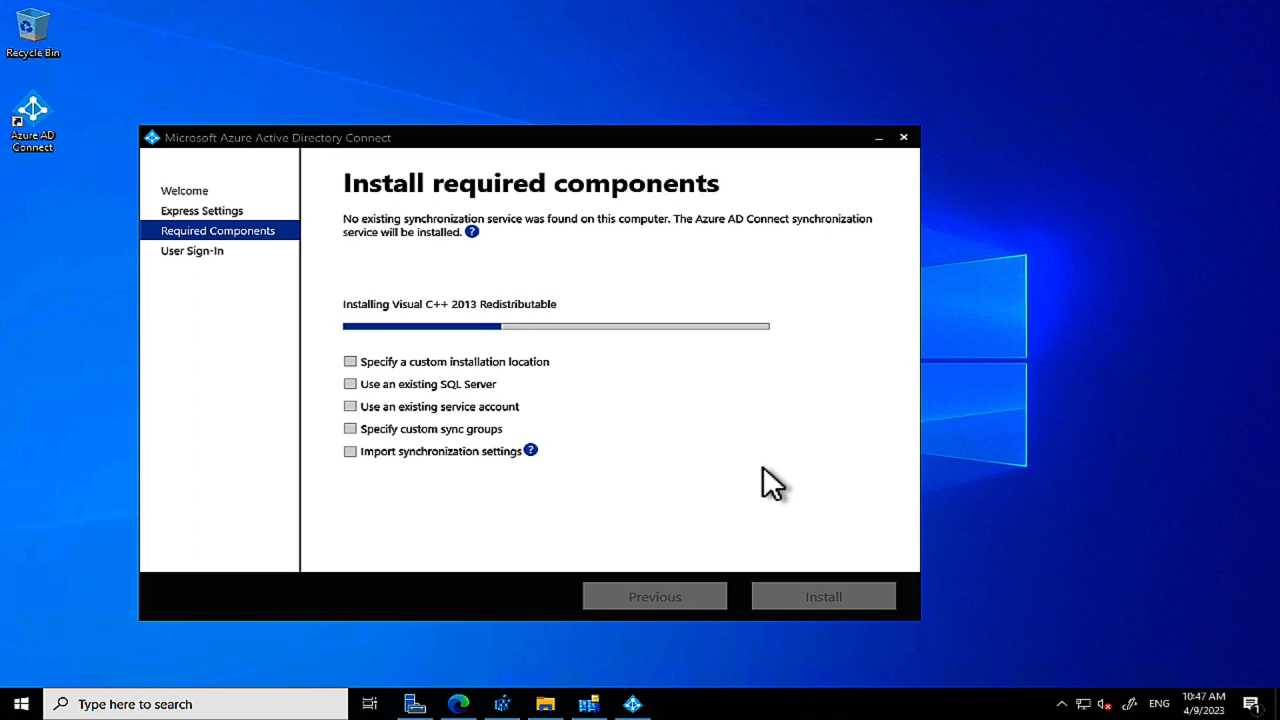 Recycle Bin
Azure AD
Connect
Microsoft Azure Active Directory Connect
Welcome
Express Settings
Required Components
User Sign-In
Install required components
No existing synchronization service was found on this computer. The Azure AD Connect synchronization
service will be installed. ?
Installing Visual C++ 2013 Redistributable
Specify a custom installation location
Use an existing SQL Server
Use an existing service account
Specify custom sync groups
Import synchronization settings ?
Previous
Install
Type here to search
ENG
10:47 AM
4/9/2023
1